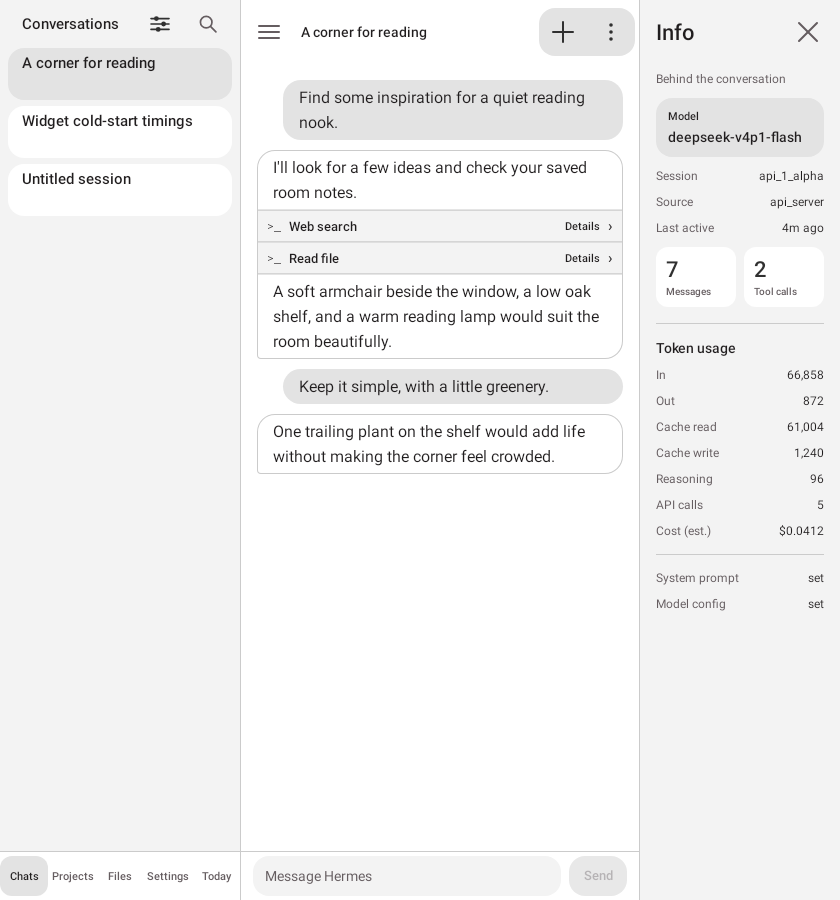 Conversations
A corner for reading
Widget cold-start timings
Untitled session
Chats
Projects
Files
Settings
Today
A corner for reading
Find some inspiration for a quiet reading
nook.
I'll look for a few ideas and check your saved
room notes.
>_ Web search Details ›
>_ Read file Details ›
A soft armchair beside the window, a low oak
shelf, and a warm reading lamp would suit the
room beautifully.
Keep it simple, with a little greenery.
One trailing plant on the shelf would add life
without making the corner feel crowded.
Message Hermes
Send
Info
Behind the conversation
Model
deepseek-v4p1-flash
Session api_1_alpha
Source api_server
Last active 4m ago
7
Messages
2
Tool calls
Token usage
In 66,858
Out 872
Cache read 61,004
Cache write 1,240
Reasoning 96
API calls 5
Cost (est.) $0.0412
System prompt set
Model config set